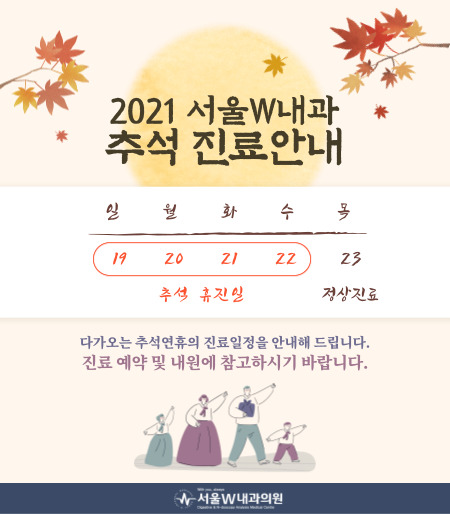 2021 서울W내과
추석 진료안내
일 월 화 수 목
19 20 21 22 23
추석 휴진일 정상진료
다가오는 추석연휴의 진료일정을 안내해 드립니다.
진료 예약 및 내원에 참고하시기 바랍니다.
서울W내과의원